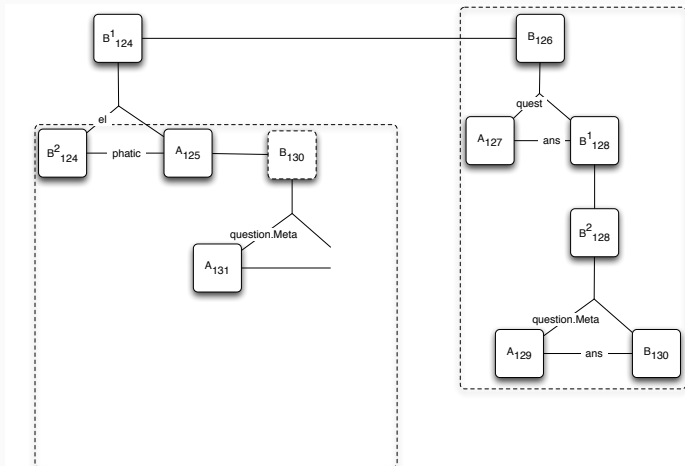 B1124
B126
el
quest
A127
ans
B1128
B2124
phatic
A125
B130
B2128
question.Meta
A131
question.Meta
A129
ans
B130